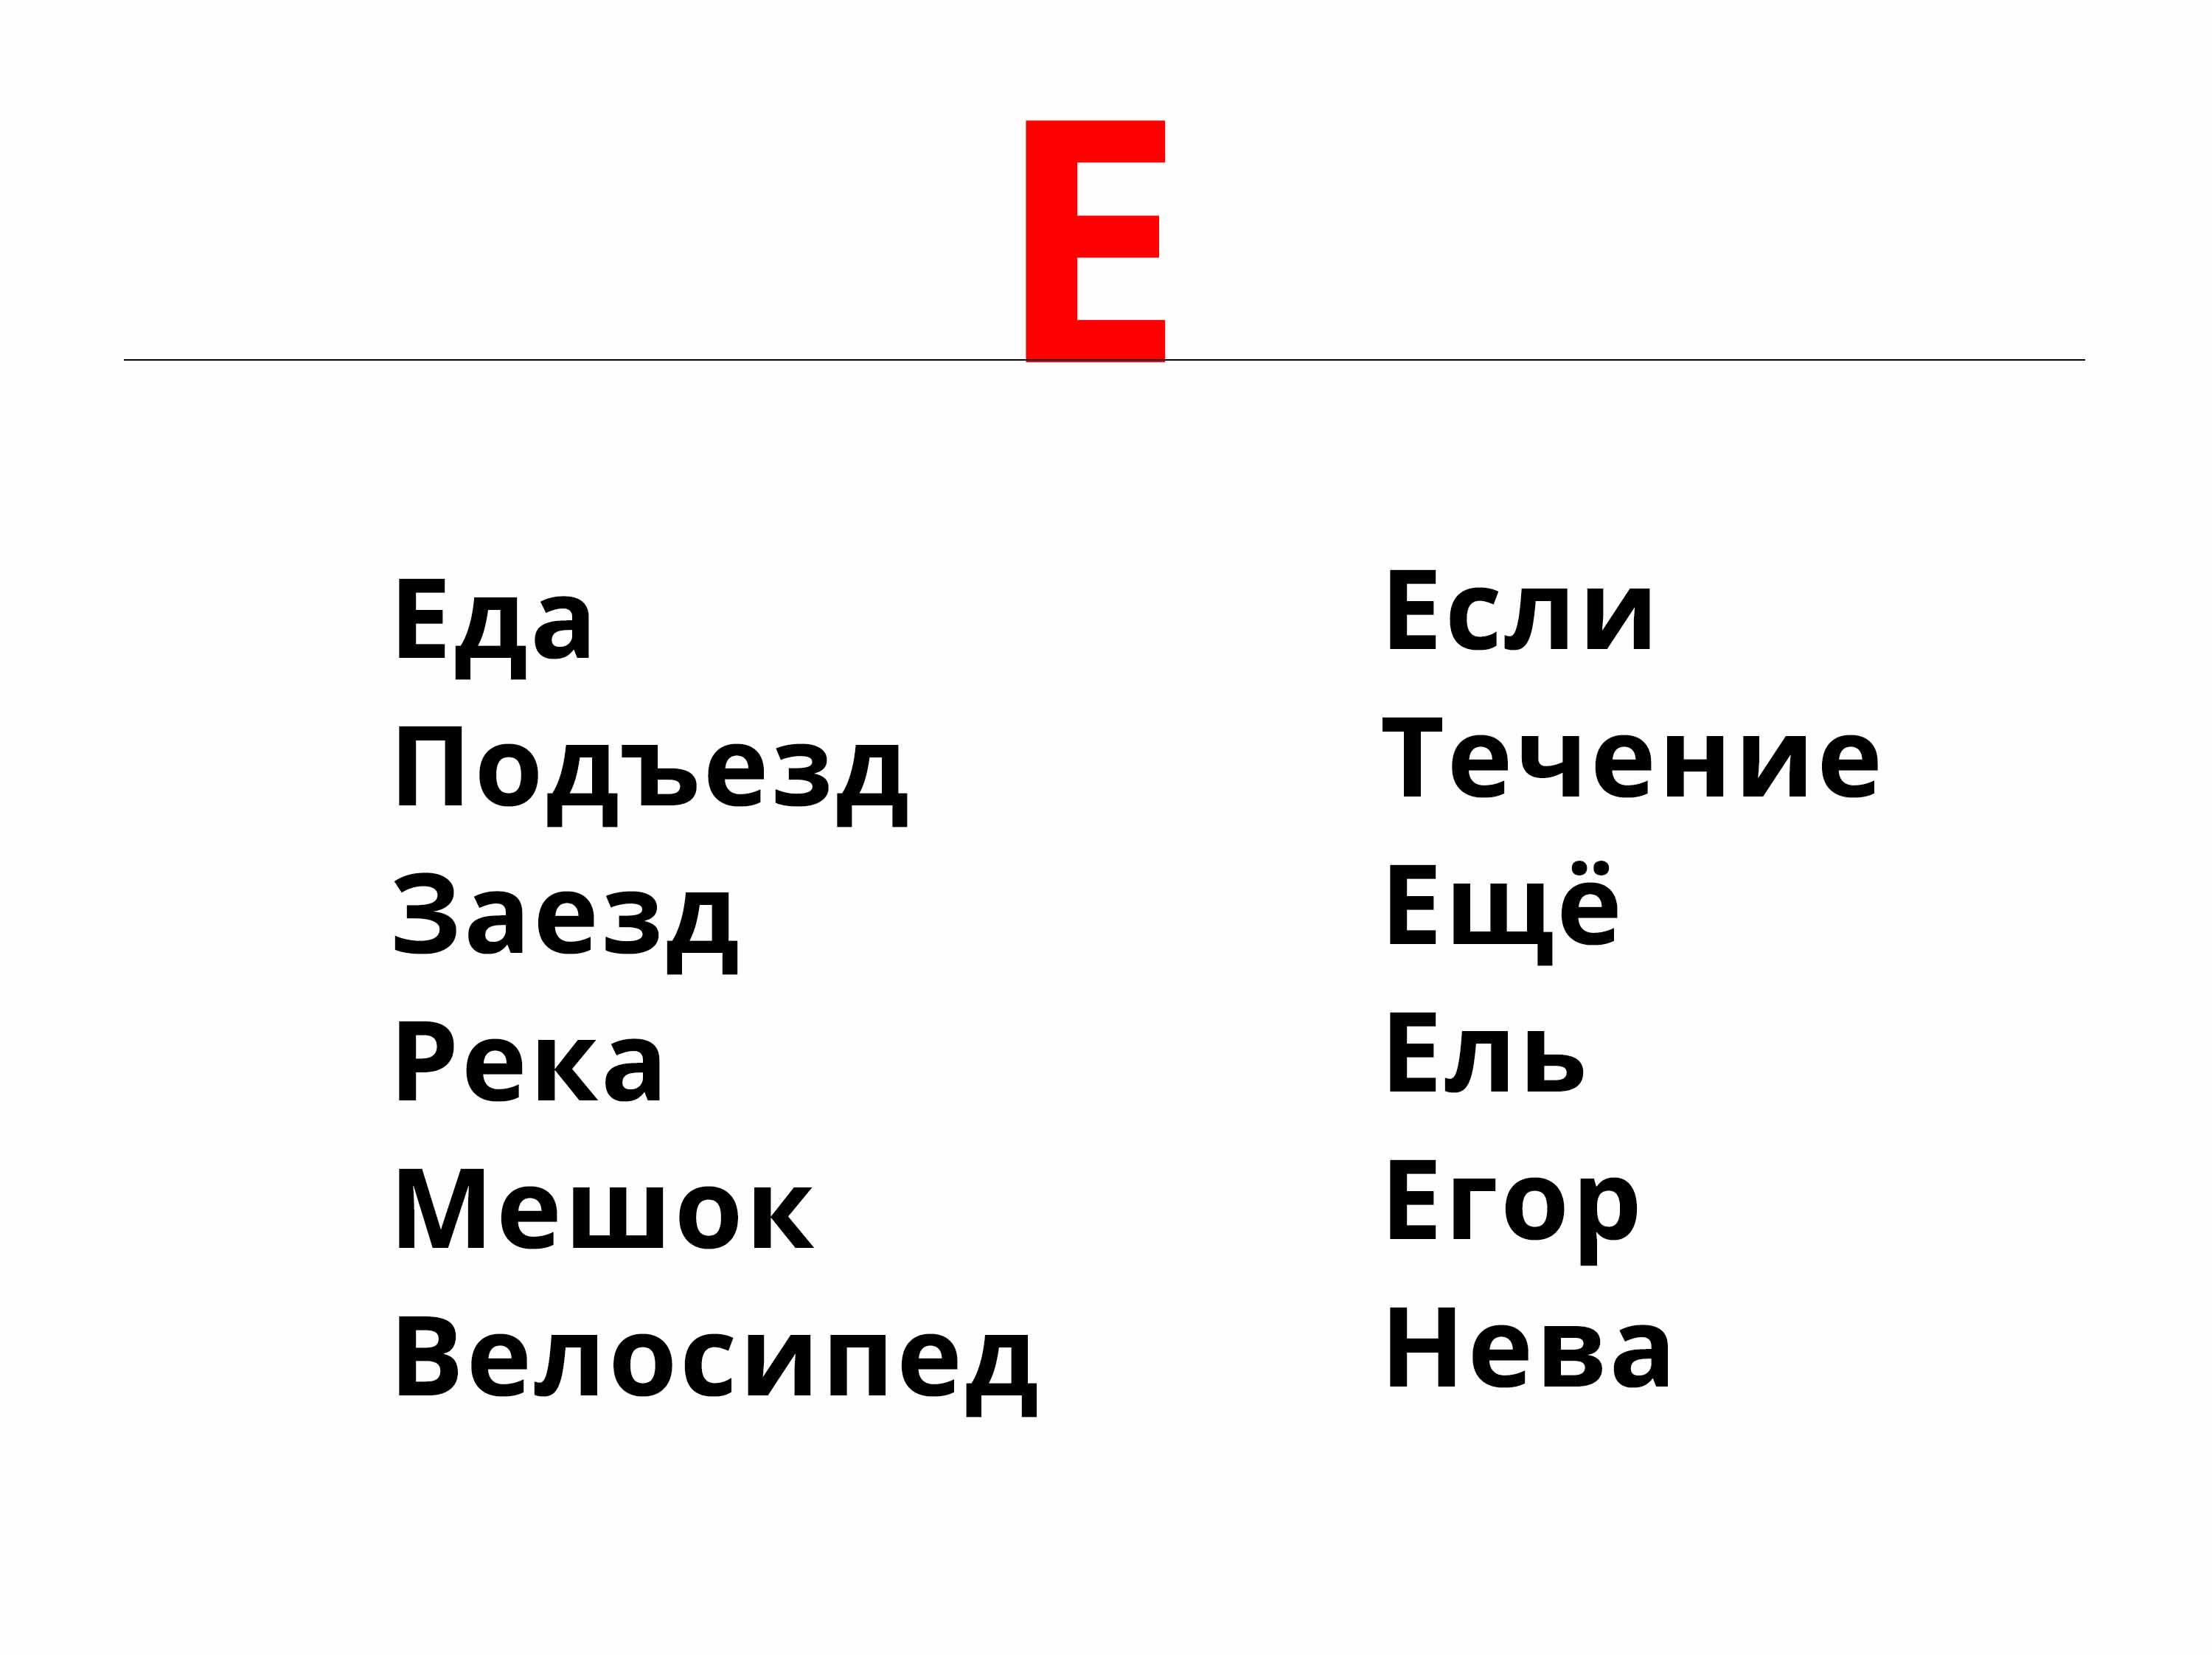 Е
Еда
Подъезд
Заезд
Река
Мешок
Велосипед
Если
Течение
Ещё
Ель
Егор
Нева